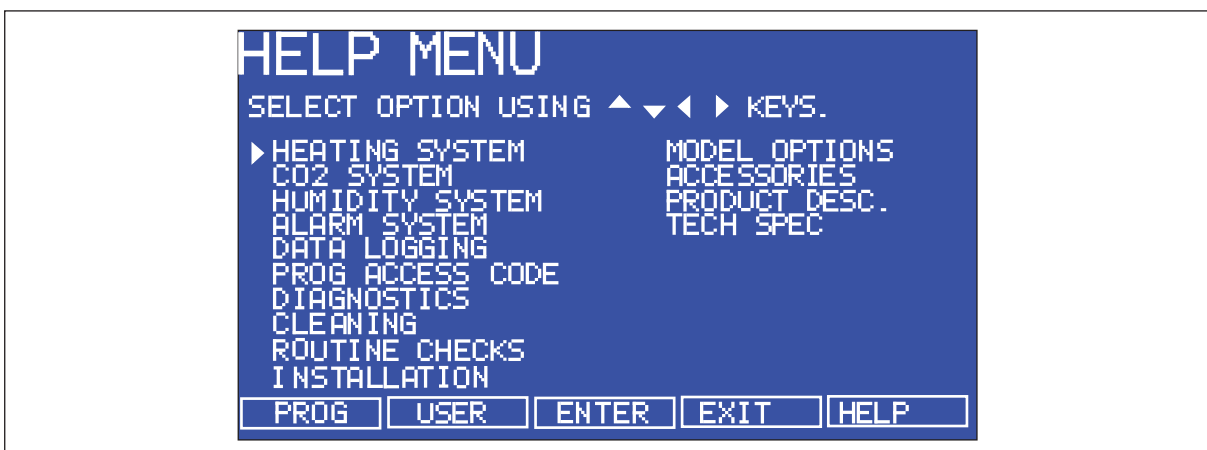 HELP MENU
SELECT OPTION USING ▲ ▼ ◀ ▶ KEYS.
▶HEATING SYSTEM
CO2 SYSTEM
HUMIDITY SYSTEM
ALARM SYSTEM
DATA LOGGING
PROG ACCESS CODE
DIAGNOSTICS
CLEANING
ROUTINE CHECKS
INSTALLATION
MODEL OPTIONS
ACCESSORIES
PRODUCT DESC.
TECH SPEC
PROG USER ENTER EXIT HELP